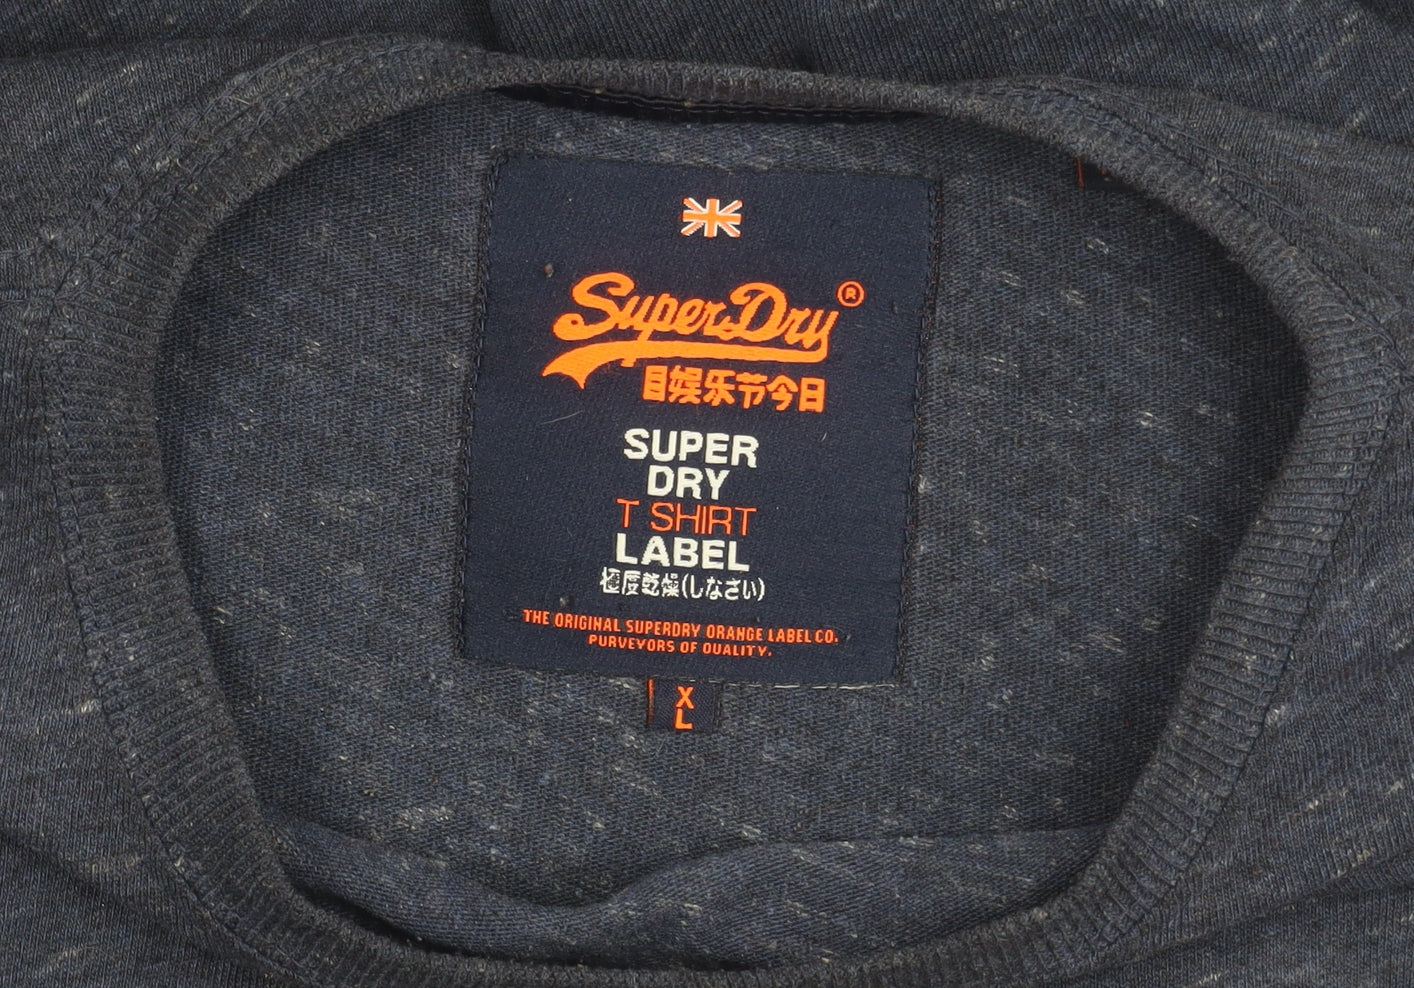 SuperDry®
目娱乐节今日
SUPER
DRY
T SHIRT
LABEL
極度乾燥(しなさい)
THE ORIGINAL SUPERDRY ORANGE LABEL CO.
PURVEYORS OF QUALITY.
X
L